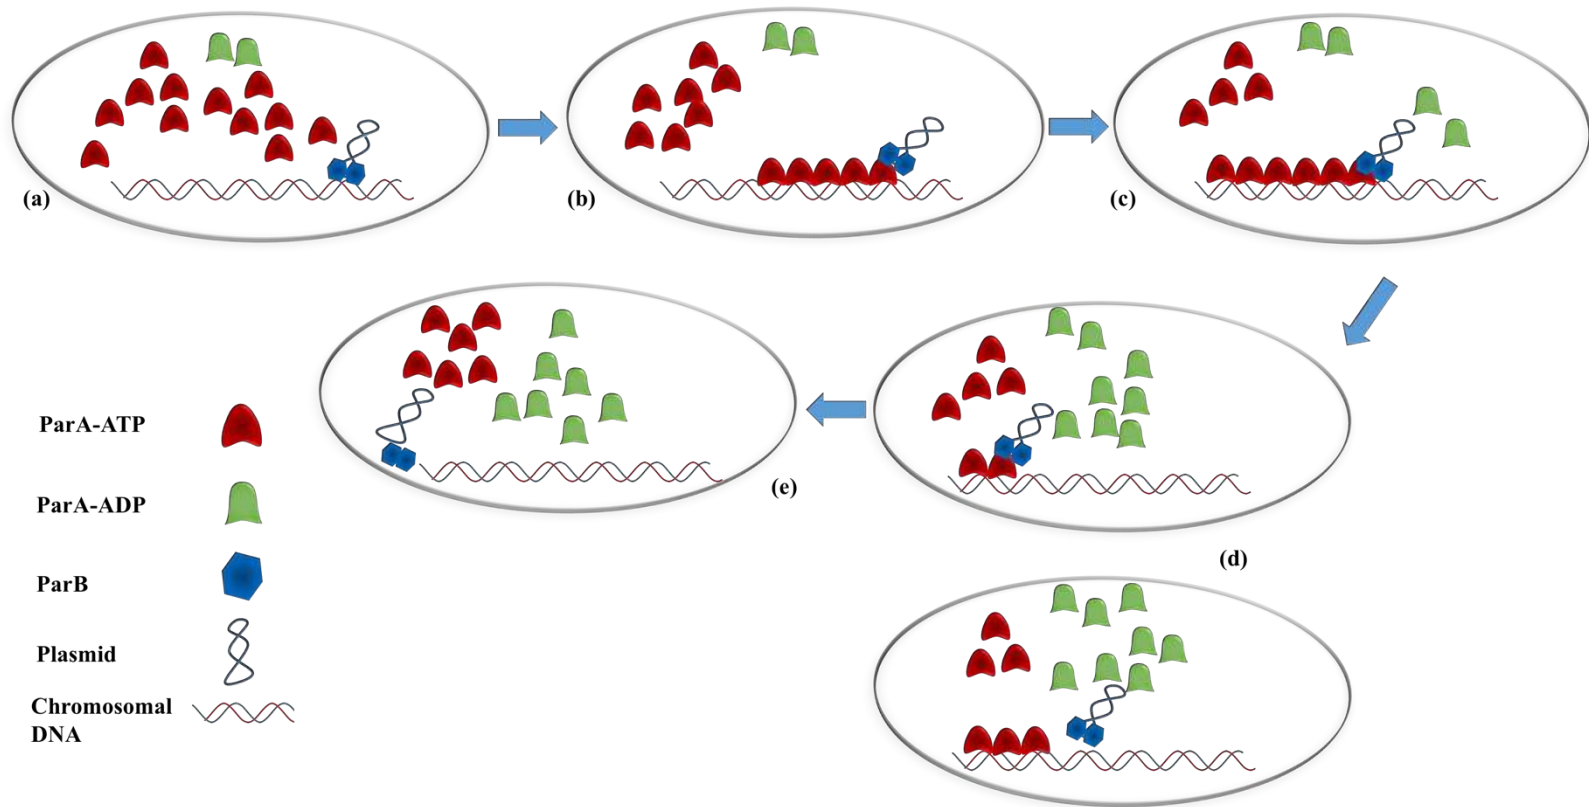 (a)
(b)
(c)
(e)
(d)
ParA-ATP
ParA-ADP
ParB
Plasmid
Chromosomal
DNA